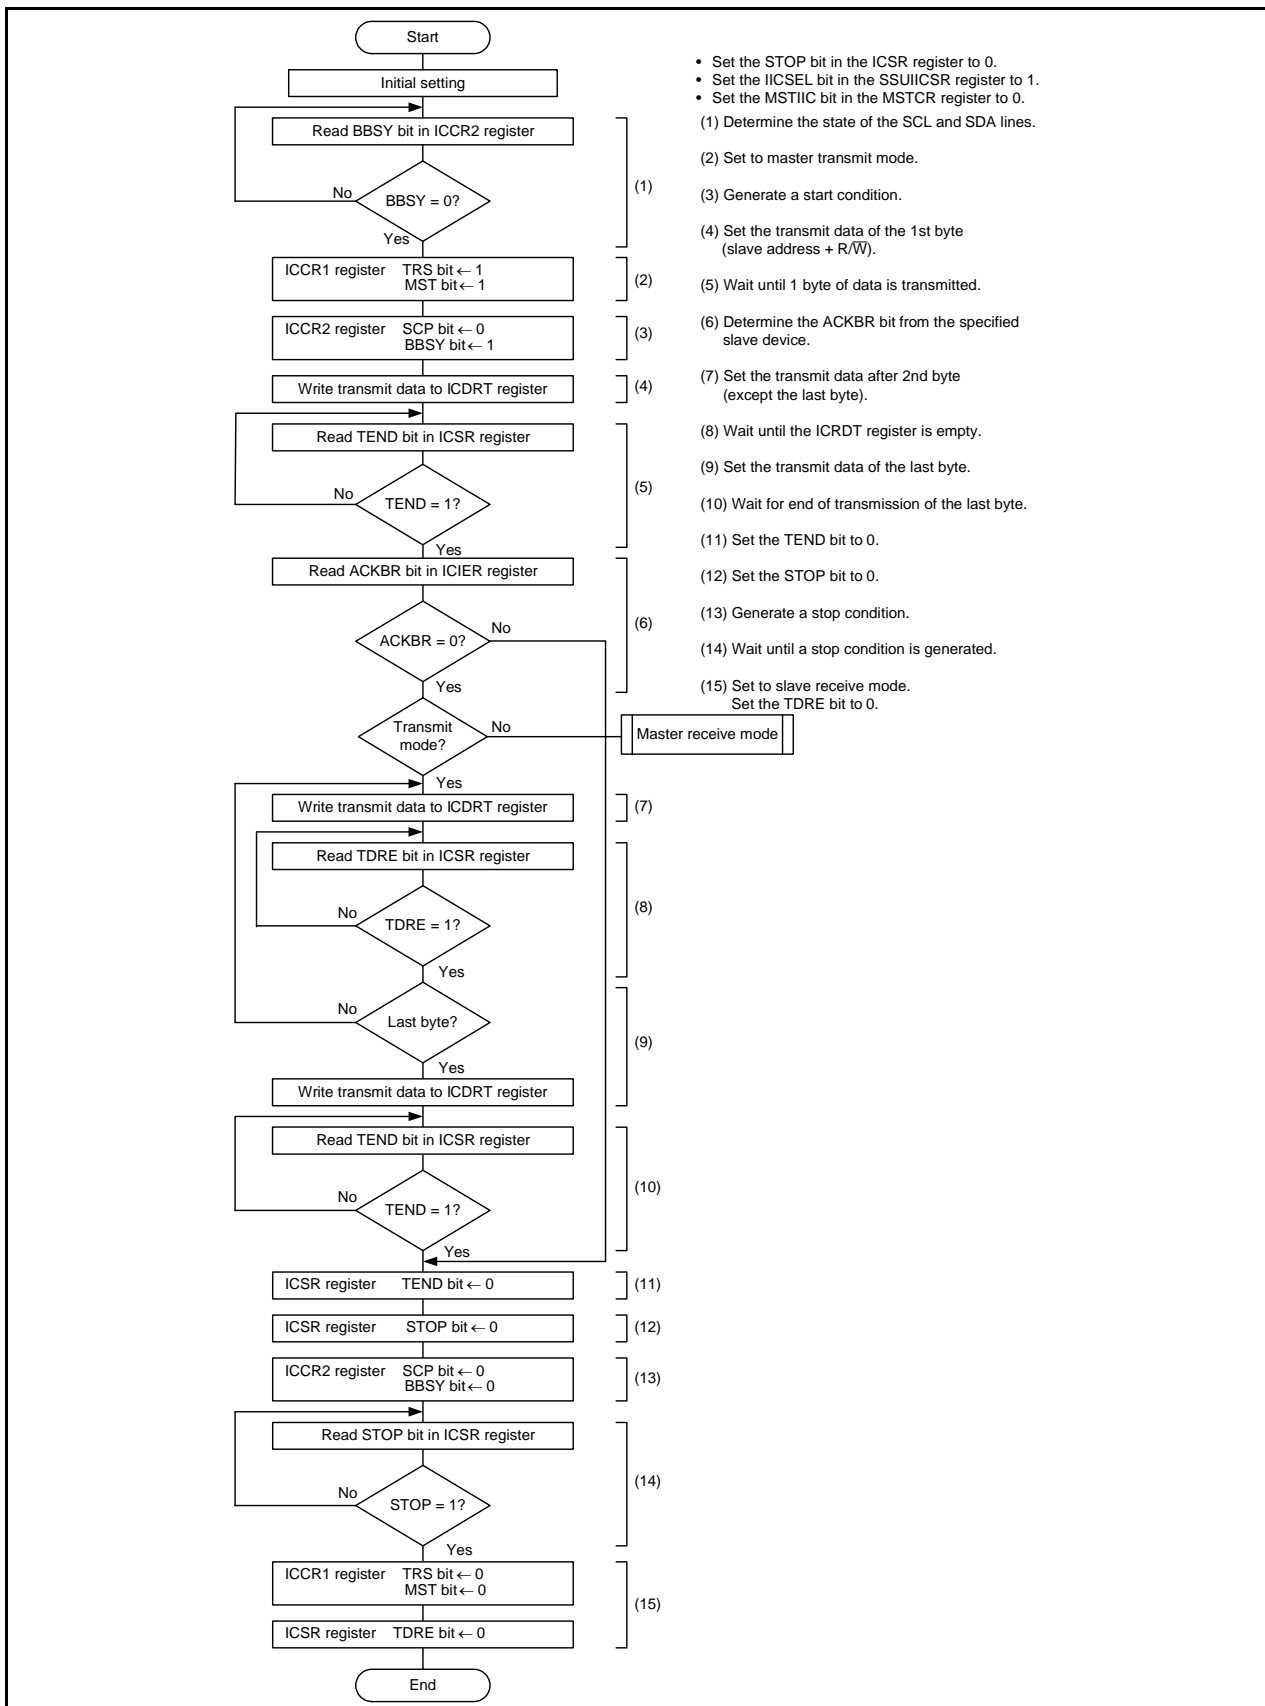 Start
Initial setting
• Set the STOP bit in the ICSR register to 0.
• Set the IICSEL bit in the SSUIICSR register to 1.
• Set the MSTIIC bit in the MSTCR register to 0.
Read BBSY bit in ICCR2 register
BBSY = 0?
No
Yes
(1)
ICCR1 register TRS bit ← 1
MST bit ← 1
(2)
ICCR2 register SCP bit ← 0
BBSY bit ← 1
(3)
Write transmit data to ICDRT register
(4)
Read TEND bit in ICSR register
TEND = 1?
No
Yes
(5)
Read ACKBR bit in ICIER register
ACKBR = 0?
No
Yes
(6)
Transmit
mode?
No
Yes
Master receive mode
Write transmit data to ICDRT register
(7)
Read TDRE bit in ICSR register
TDRE = 1?
No
Yes
(8)
Last byte?
No
Yes
(9)
Write transmit data to ICDRT register
Read TEND bit in ICSR register
TEND = 1?
No
Yes
(10)
ICSR register TEND bit ← 0
(11)
ICSR register STOP bit ← 0
(12)
ICCR2 register SCP bit ← 0
BBSY bit ← 0
(13)
Read STOP bit in ICSR register
STOP = 1?
No
Yes
(14)
ICCR1 register TRS bit ← 0
MST bit ← 0
(15)
ICSR register TDRE bit ← 0
End
(1) Determine the state of the SCL and SDA lines.
(2) Set to master transmit mode.
(3) Generate a start condition.
(4) Set the transmit data of the 1st byte
(slave address + R/W̅).
(5) Wait until 1 byte of data is transmitted.
(6) Determine the ACKBR bit from the specified
slave device.
(7) Set the transmit data after 2nd byte
(except the last byte).
(8) Wait until the ICRDT register is empty.
(9) Set the transmit data of the last byte.
(10) Wait for end of transmission of the last byte.
(11) Set the TEND bit to 0.
(12) Set the STOP bit to 0.
(13) Generate a stop condition.
(14) Wait until a stop condition is generated.
(15) Set to slave receive mode.
Set the TDRE bit to 0.